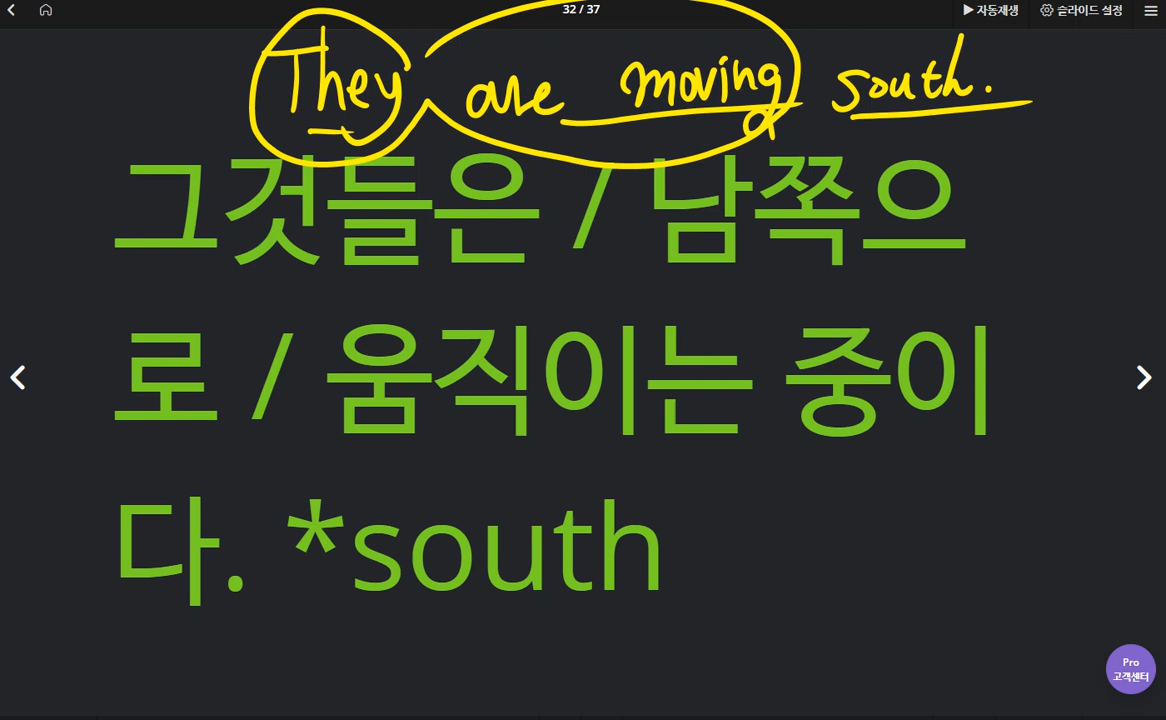 32 / 37
▶ 자동재생
슬라이드 설정
They are moving south.
그것들은 / 남쪽으
로 / 움직이는 중이
다. *south
Pro
고객센터